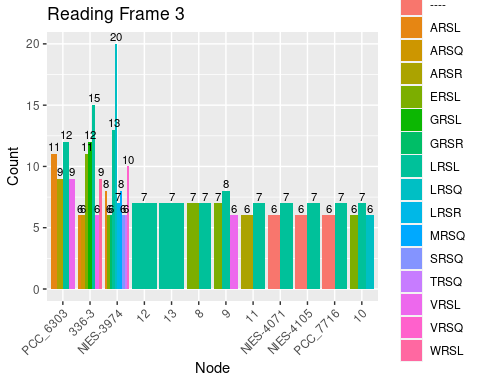 Reading Frame 3
Count
20
15
10
5
0
11
9
12
9
6
6
11
12
15
6
9
8
6
6
13
20
7
8
6
6
10
7
7
7
7
7
8
6
6
7
6
7
6
7
6
7
6
7
6
PCC_6303
336-3
NIES-3974
12
13
8
9
11
NIES-4071
NIES-4105
PCC_7716
10
Node
----
ARSL
ARSQ
ARSR
ERSL
GRSL
GRSR
LRSL
LRSQ
LRSR
MRSQ
SRSQ
TRSQ
VRSL
VRSQ
WRSL